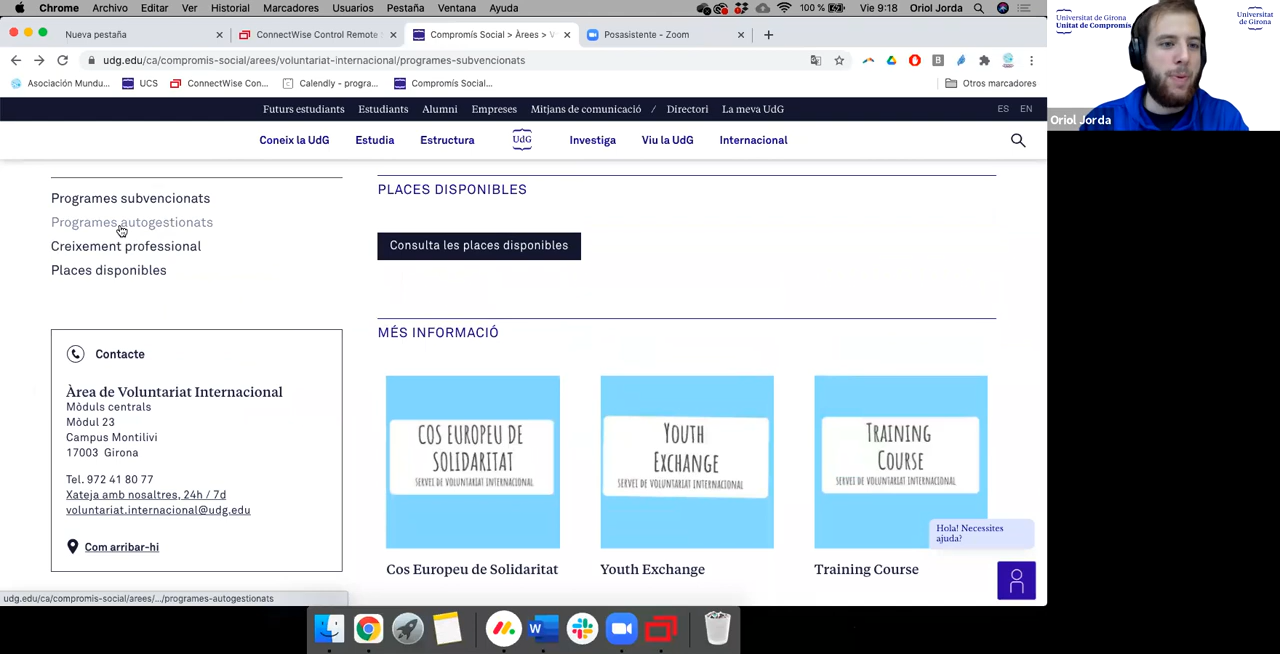 Chrome Archivo Editar Ver Historial Marcadores Usuarios Pestaña Ventana Ayuda
100 % Vie 9:18 Oriol Jorda
Nueva pestaña
ConnectWise Control Remote
Compromís Social > Àrees > V
Posasistente - Zoom
udg.edu/ca/compromis-social/arees/voluntariat-internacional/programes-subvencionats
Asociación Mundu...
UCS
ConnectWise Con...
Calendly - progra...
Compromís Social...
Otros marcadores
Futurs estudiants Estudiants Alumni Empreses Mitjans de comunicació / Directori La meva UdG
ES EN
Coneix la UdG Estudia Estructura UdG Investiga Viu la UdG Internacional
Programes subvencionats
Programes autogestionats
Creixement professional
Places disponibles
Contacte
Àrea de Voluntariat Internacional
Mòduls centrals
Mòdul 23
Campus Montilivi
17003 Girona
Tel. 972 41 80 77
Xateja amb nosaltres, 24h / 7d
voluntariat.internacional@udg.edu
Com arribar-hi
PLACES DISPONIBLES
Consulta les places disponibles
MÉS INFORMACIÓ
COS EUROPEU DE
SOLIDARITAT
SERVEI DE VOLUNTARIAT INTERNACIONAL
YOUTH
EXCHANGE
SERVEI DE VOLUNTARIAT INTERNACIONAL
TRAINING
COURSE
SERVEI DE VOLUNTARIAT INTERNACIONAL
Cos Europeu de Solidaritat
Youth Exchange
Training Course
Hola! Necessites
ajuda?
udg.edu/ca/compromis-social/arees/.../programes-autogestionats
Universitat de Girona
Unitat de Compromís
Universitat
de Girona
Oriol Jorda